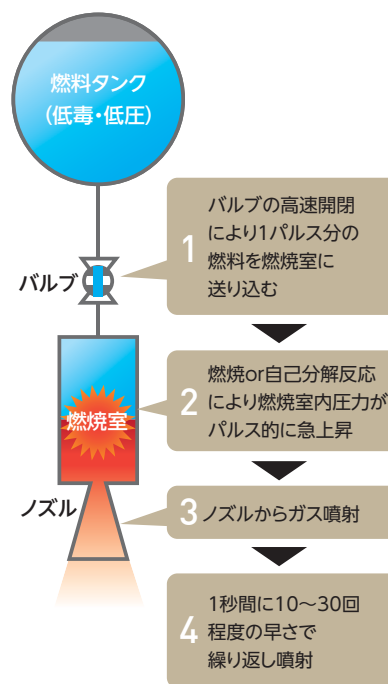 燃料タンク
（低毒・低圧）
バルブ
燃焼室
ノズル
1
バルブの高速開閉
により1パルス分の
燃料を燃焼室に
送り込む
2
燃焼or自己分解反応
により燃焼室内圧力が
パルス的に急上昇
3
ノズルからガス噴射
4
1秒間に10〜30回
程度の早さで
繰り返し噴射